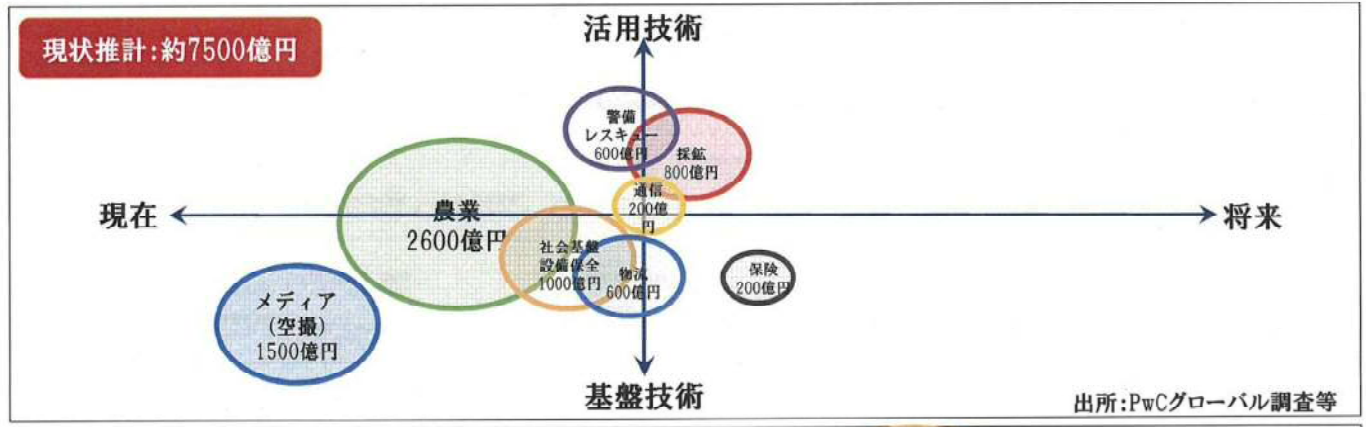 現状推計:約7500億円
活用技術
警備
レスキュー
600億円
採鉱
800億円
通信
200億
円
現在
将来
農業
2600億円
社会基盤
設備保全
1000億円
物流
600億円
保険
200億円
メディア
(空撮)
1500億円
基盤技術
出所:PwCグローバル調査等